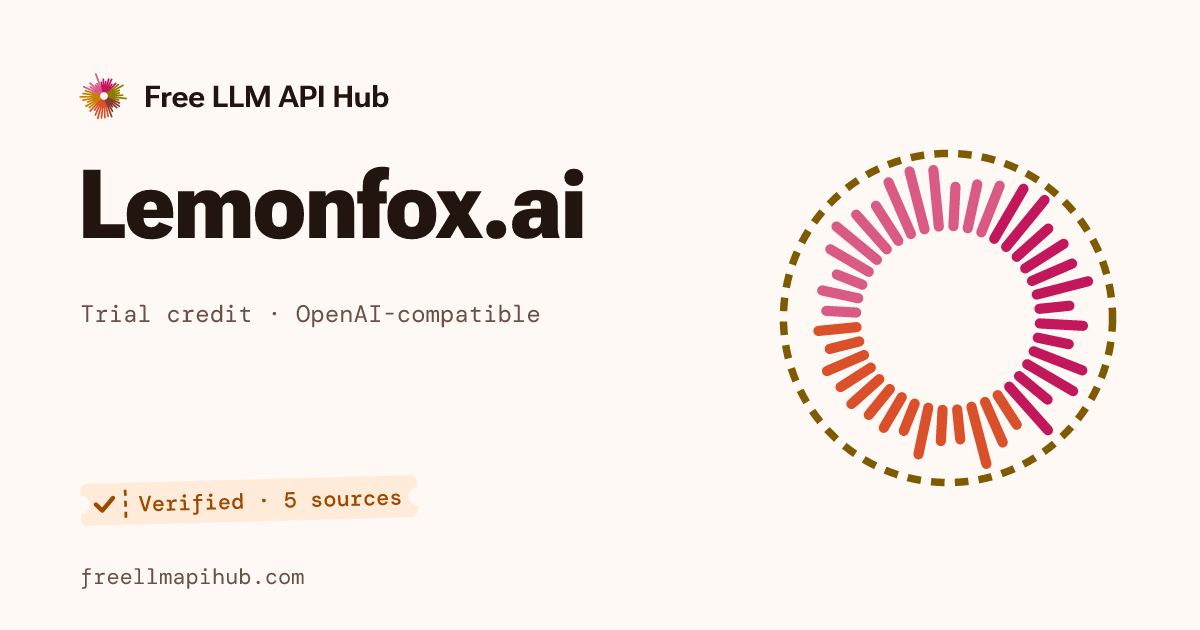 Free LLM API Hub
Lemonfox.ai
Trial credit · OpenAI-compatible
Verified · 5 sources
freellmapihub.com